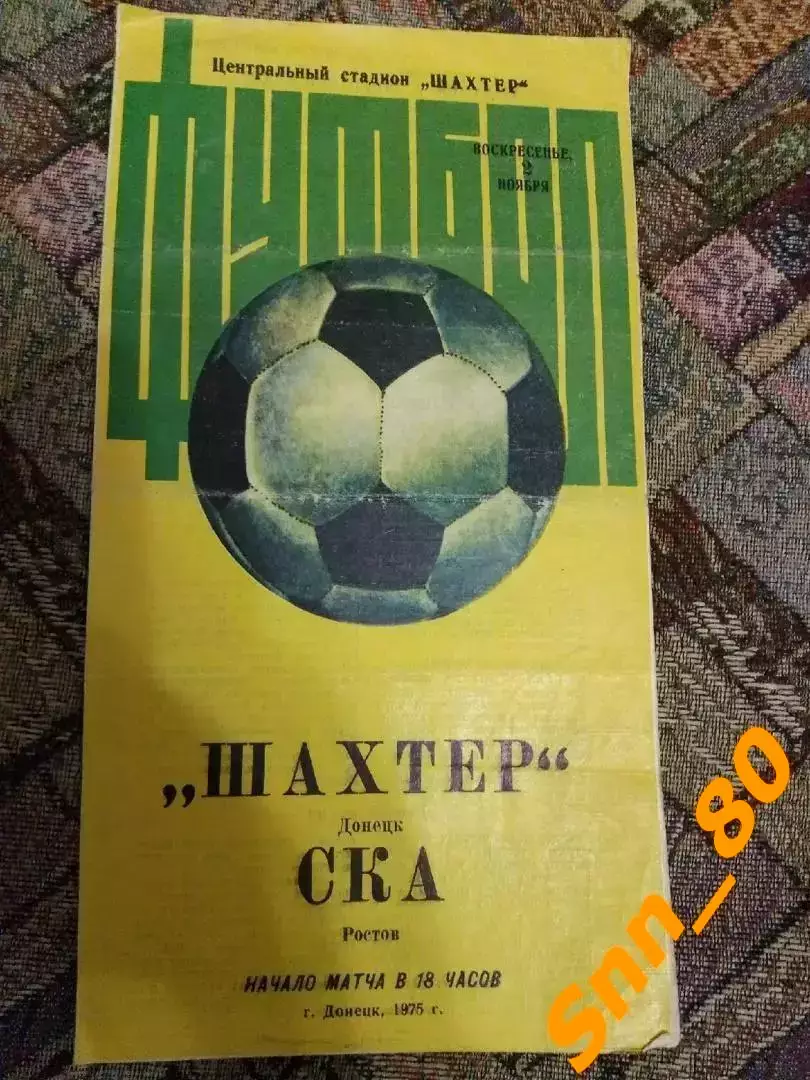 Центральный стадион „ШАХТЕР“
ФУТБОЛ
ВОСКРЕСЕНЬЕ,
2
НОЯБРЯ
„ШАХТЕР“
Донецк
СКА
Ростов
НАЧАЛО МАТЧА В 18 ЧАСОВ
г. Донецк, 1975 г.
Snn_80